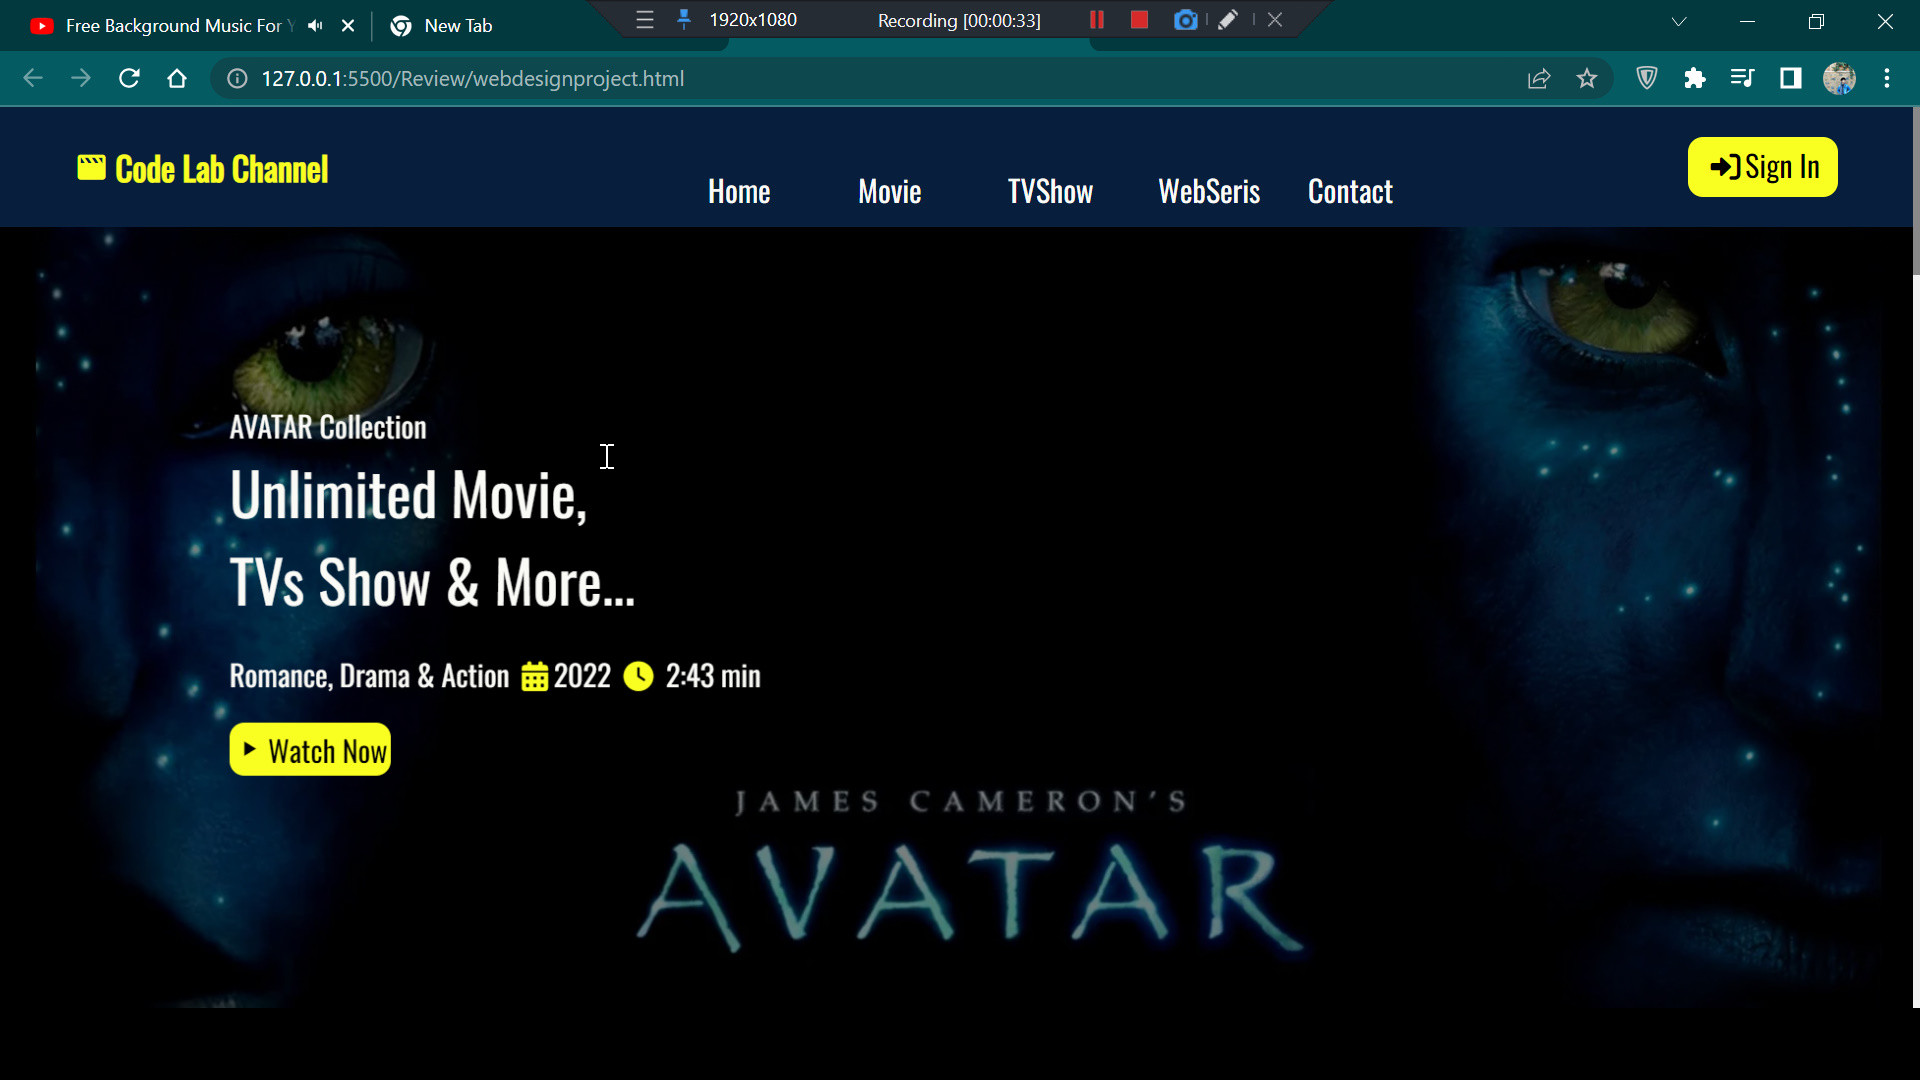 Free Background Music For
New Tab
1920x1080
Recording [00:00:33]
127.0.0.1:5500/Review/webdesignproject.html
Code Lab Channel
Home
Movie
TVShow
WebSeris
Contact
Sign In
AVATAR Collection
Unlimited Movie,
TVs Show & More...
Romance, Drama & Action 2022 2:43 min
Watch Now
JAMES CAMERON'S
AVATAR